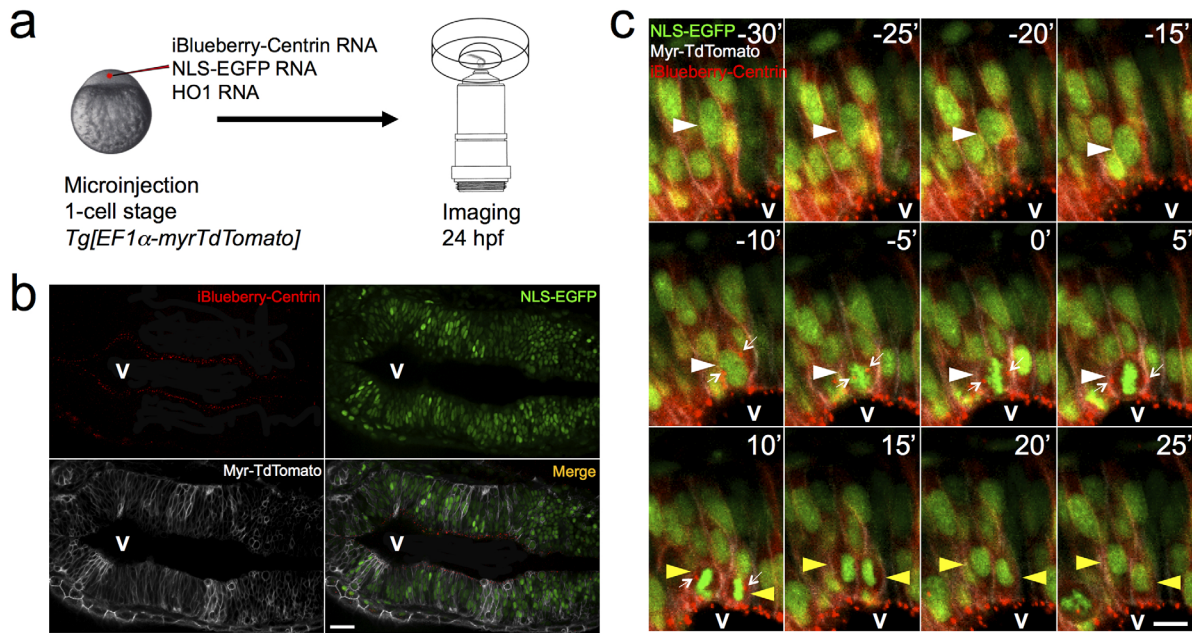 a
iBlueberry-Centrin RNA
NLS-EGFP RNA
HO1 RNA
Microinjection
1-cell stage
Tg[EF1α-myrTdTomato]
Imaging
24 hpf
b
iBlueberry-Centrin
V
NLS-EGFP
V
Myr-TdTomato
V
Merge
V
c
NLS-EGFP
Myr-TdTomato
iBlueberry-Centrin
-30’
V
-25’
V
-20’
V
-15’
V
-10’
V
-5’
V
0’
V
5’
V
10’
V
15’
V
20’
V
25’
V